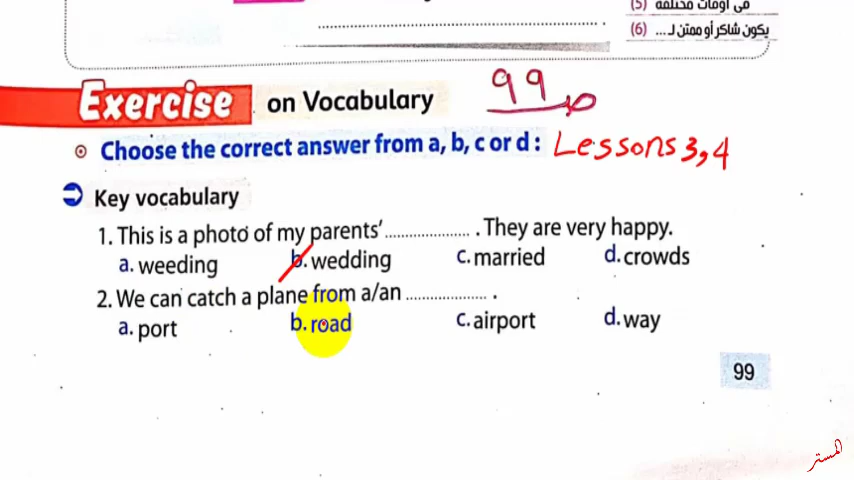 (5) في أوقات مختلفة
(6) يكون شاكر أو ممتن لـ ...
Exercise on Vocabulary ص 99
Choose the correct answer from a, b, c or d : Lessons 3,4
Key vocabulary
1. This is a photo of my parents' .................... . They are very happy.
a. weeding b. wedding c. married d. crowds
2. We can catch a plane from a/an .................... .
a. port b. road c. airport d. way
99
المستر